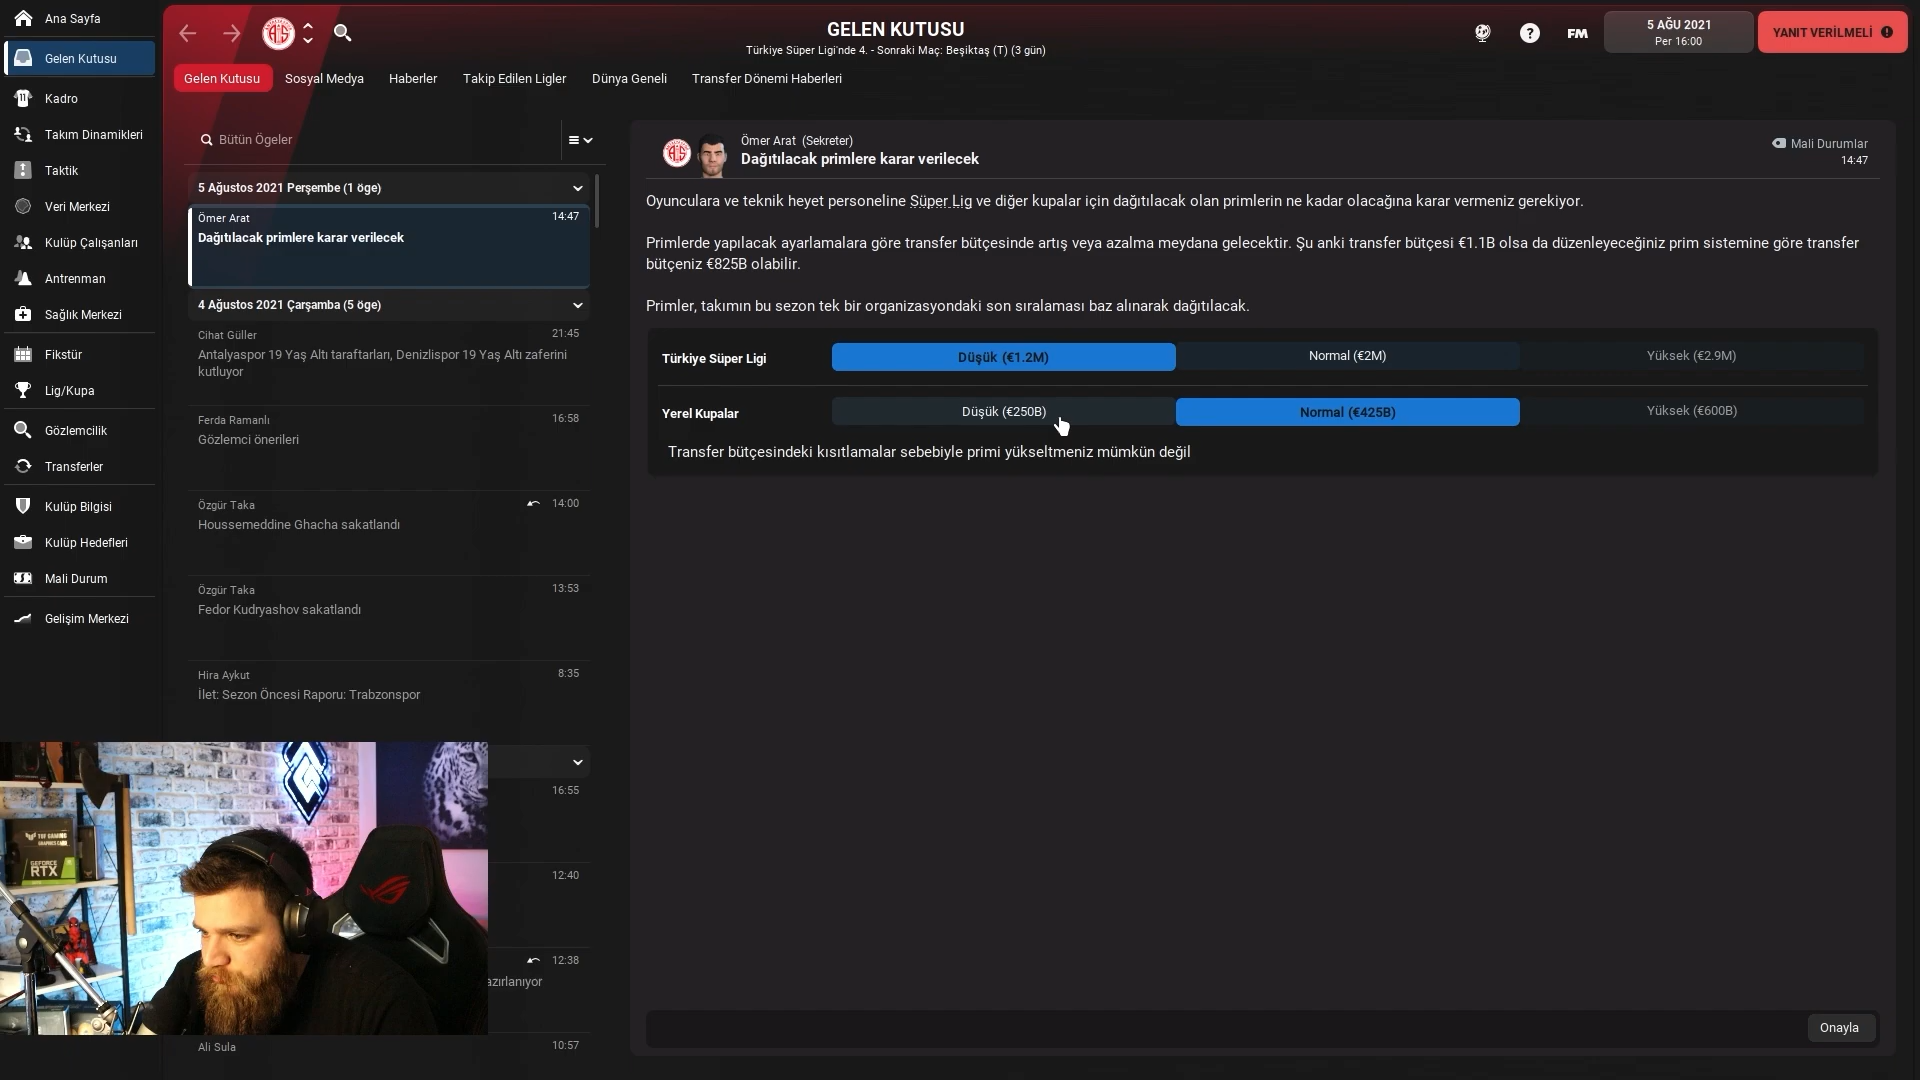 Ana Sayfa
Gelen Kutusu
Kadro
Takım Dinamikleri
Taktik
Veri Merkezi
Kulüp Çalışanları
Antrenman
Sağlık Merkezi
Fikstür
Lig/Kupa
Gözlemcilik
Transferler
Kulüp Bilgisi
Kulüp Hedefleri
Mali Durum
Gelişim Merkezi
GELEN KUTUSU
Türkiye Süper Ligi'nde 4. - Sonraki Maç: Beşiktaş (T) (3 gün)
FM
5 AĞU 2021
Per 16:00
YANIT VERİLMELİ
Gelen Kutusu
Sosyal Medya
Haberler
Takip Edilen Ligler
Dünya Geneli
Transfer Dönemi Haberleri
Bütün Ögeler
5 Ağustos 2021 Perşembe (1 öge)
Ömer Arat 14:47
Dağıtılacak primlere karar verilecek
4 Ağustos 2021 Çarşamba (5 öge)
Cihat Güller 21:45
Antalyaspor 19 Yaş Altı taraftarları, Denizlispor 19 Yaş Altı zaferini
kutluyor
Ferda Ramanlı 16:58
Gözlemci önerileri
Özgür Taka 14:00
Houssemeddine Ghacha sakatlandı
Özgür Taka 13:53
Fedor Kudryashov sakatlandı
Hira Aykut 8:35
İlet: Sezon Öncesi Raporu: Trabzonspor
16:55
12:40
12:38
azırlanıyor
Ali Sula 10:57
Ömer Arat (Sekreter)
Dağıtılacak primlere karar verilecek
Mali Durumlar
14:47
Oyunculara ve teknik heyet personeline Süper Lig ve diğer kupalar için dağıtılacak olan primlerin ne kadar olacağına karar vermeniz gerekiyor.
Primlerde yapılacak ayarlamalara göre transfer bütçesinde artış veya azalma meydana gelecektir. Şu anki transfer bütçesi €1.1B olsa da düzenleyeceğiniz prim sistemine göre transfer
bütçeniz €825B olabilir.
Primler, takımın bu sezon tek bir organizasyondaki son sıralaması baz alınarak dağıtılacak.
Türkiye Süper Ligi Düşük (€1.2M) Normal (€2M) Yüksek (€2.9M)
Yerel Kupalar Düşük (€250B) Normal (€425B) Yüksek (€600B)
Transfer bütçesindeki kısıtlamalar sebebiyle primi yükseltmeniz mümkün değil
Onayla
TUF GAMING
GEFORCE
RTX